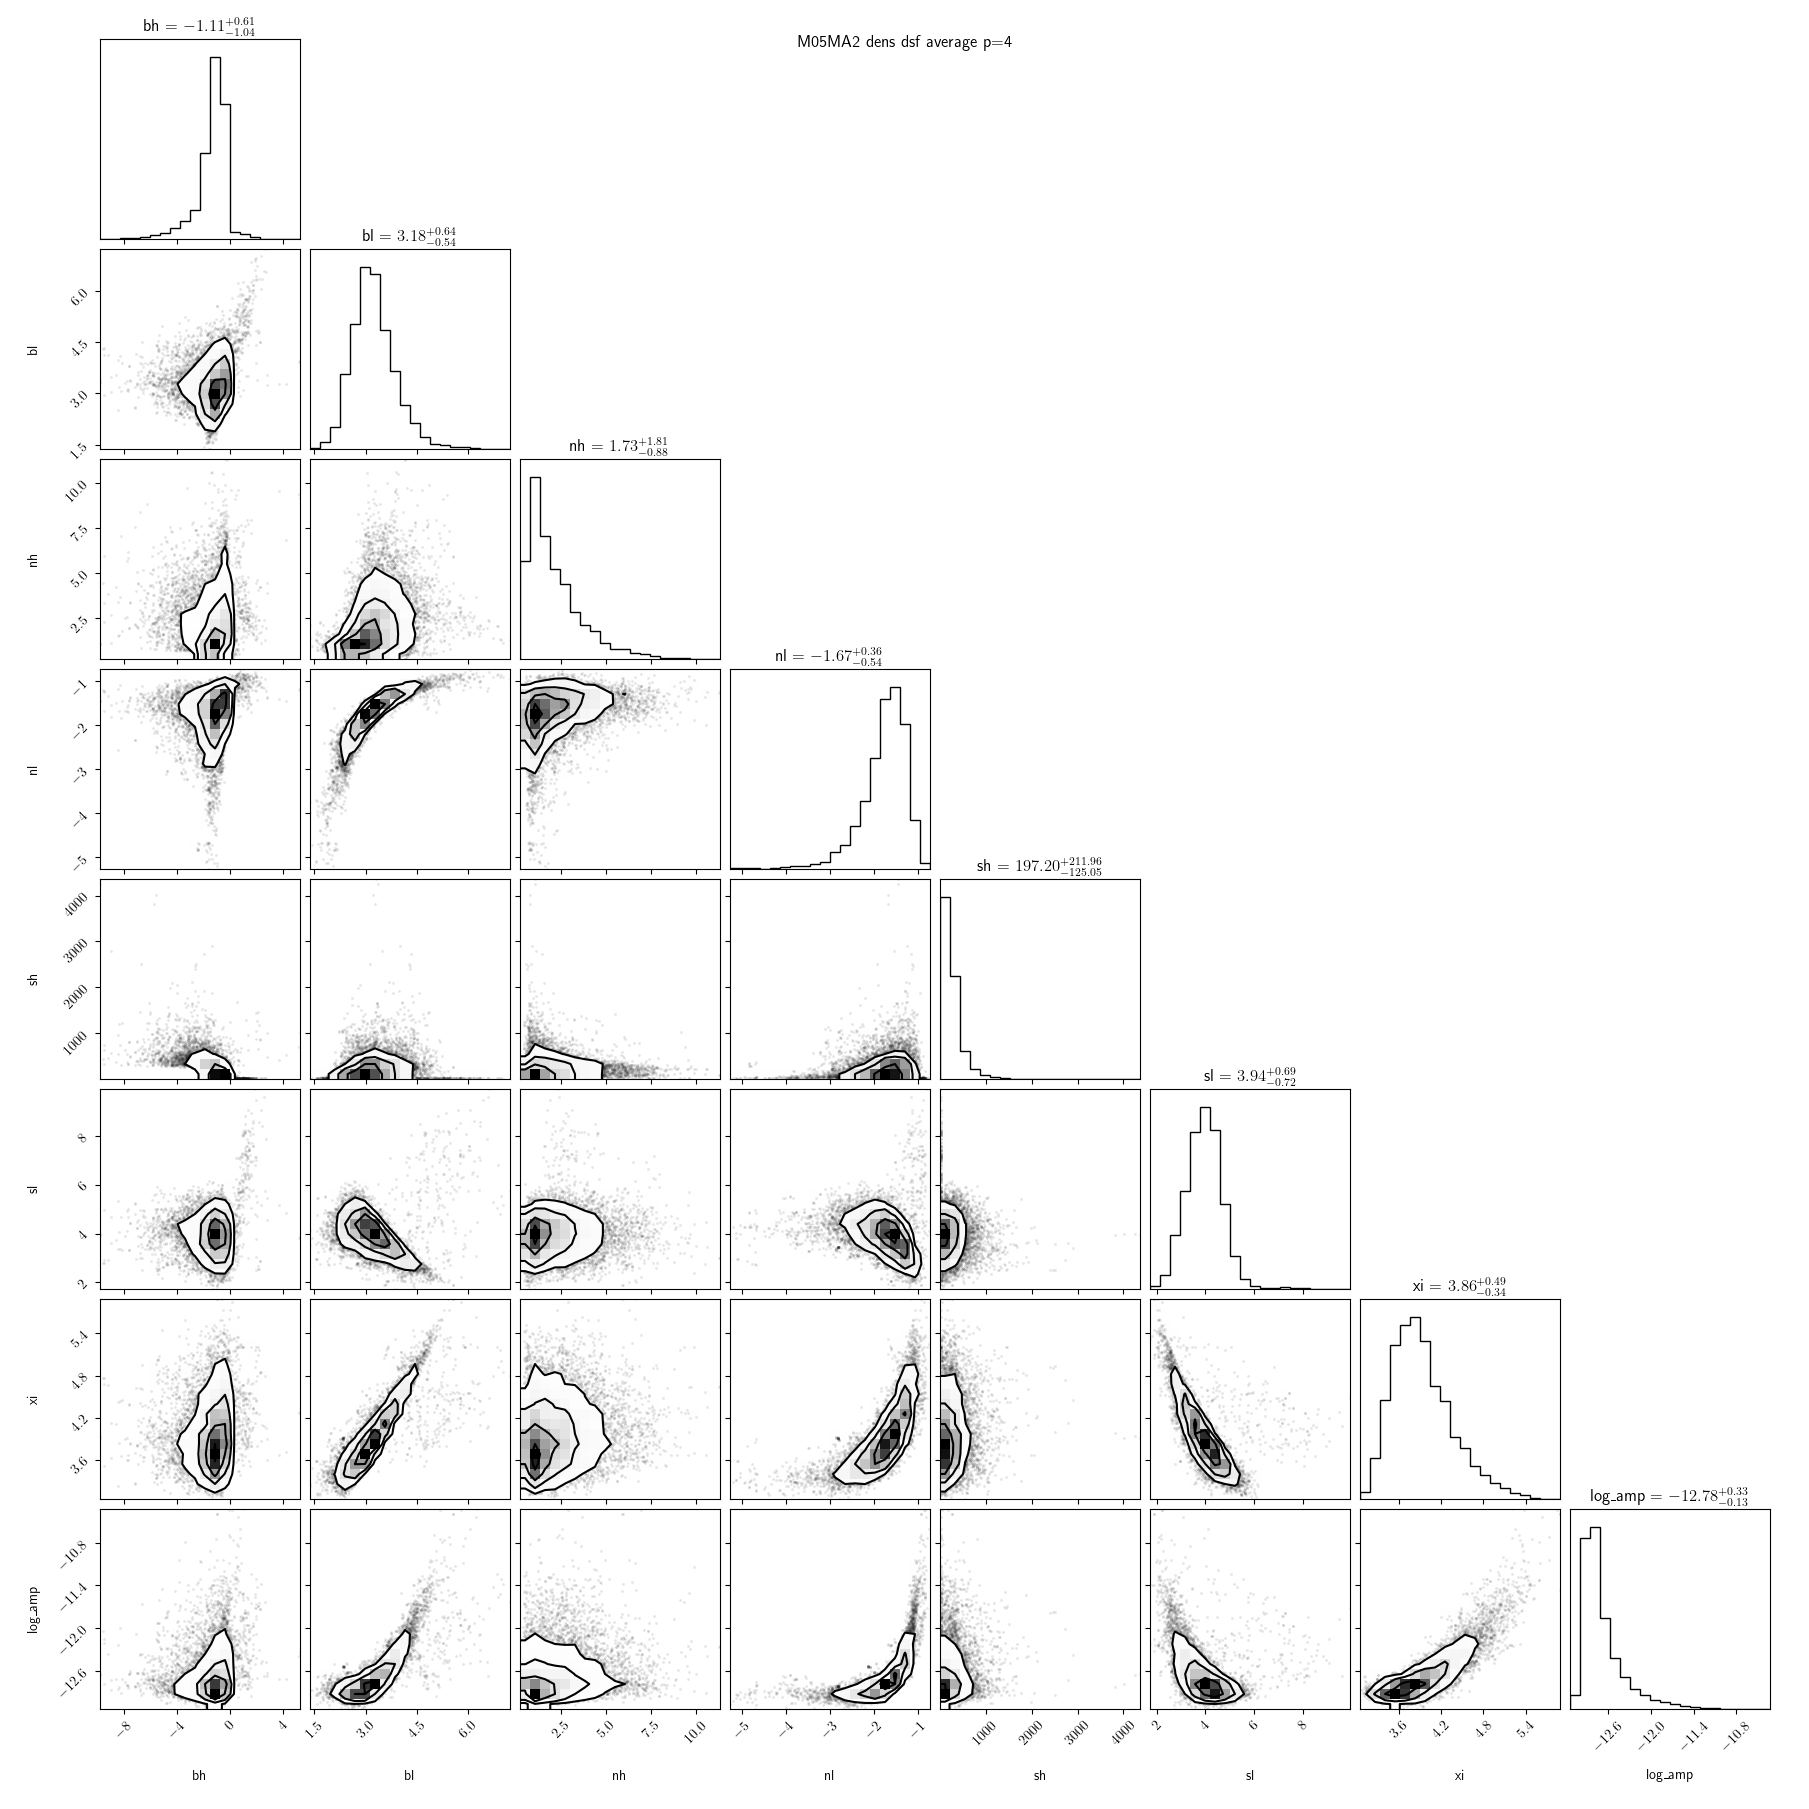 M05MA2 dens dsf average p=4
bh = −1.11 +0.61 −1.04
bl = 3.18 +0.64 −0.54
bl
6.0
4.5
3.0
1.5
nh = 1.73 +1.81 −0.88
nh
10.0
7.5
5.0
2.5
nl = −1.67 +0.36 −0.54
nl
−1
−2
−3
−4
−5
sh = 197.20 +211.96 −125.05
sh
4000
3000
2000
1000
sl = 3.94 +0.69 −0.72
sl
8
6
4
2
xi = 3.86 +0.49 −0.34
xi
5.4
4.8
4.2
3.6
log_amp = −12.78 +0.33 −0.13
log_amp
−10.8
−11.4
−12.0
−12.6
−8 −4 0 4 1.5 3.0 4.5 6.0 2.5 5.0 7.5 10.0 −5 −4 −3 −2 −1 1000 2000 3000 4000 2 4 6 8 3.6 4.2 4.8 5.4 −12.6 −12.0 −11.4 −10.8
bh bl nh nl sh sl xi log_amp